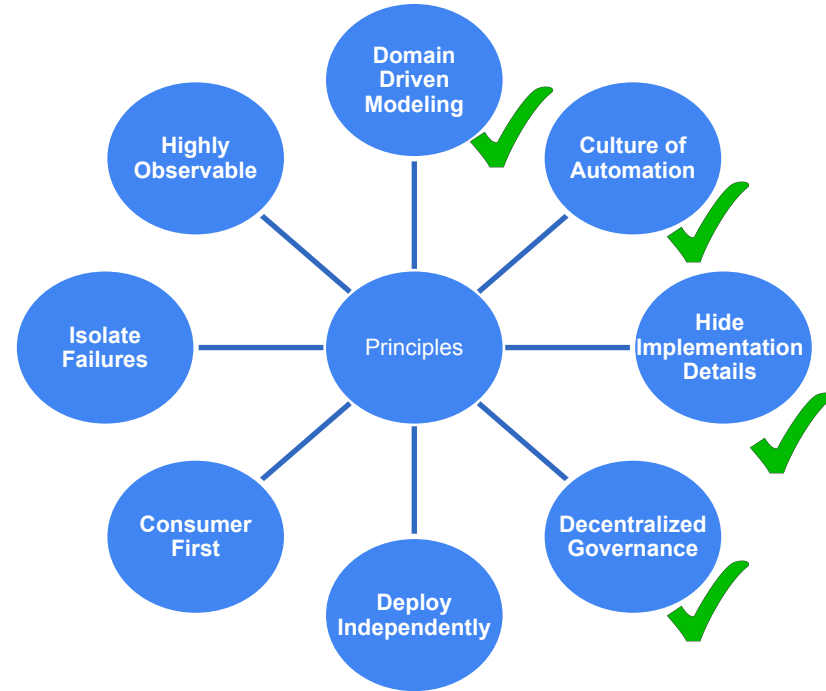 Domain
Driven
Modeling
Culture of
Automation
Hide
Implementation
Details
Decentralized
Governance
Deploy
Independently
Consumer
First
Isolate
Failures
Highly
Observable
Principles